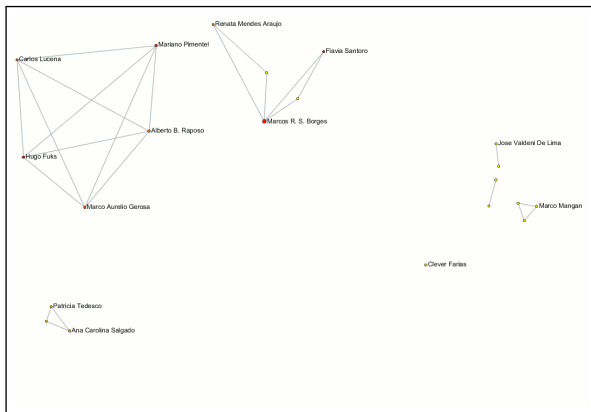 Renata Mendes Araujo
Mariano Pimentel
Flavia Santoro
Carlos Lucena
Marcos R. S. Borges
Alberto B. Raposo
Jose Valdeni De Lima
Hugo Fuks
Marco Aurelio Gerosa
Marco Mangan
Clever Farias
Patricia Tedesco
Ana Carolina Salgado